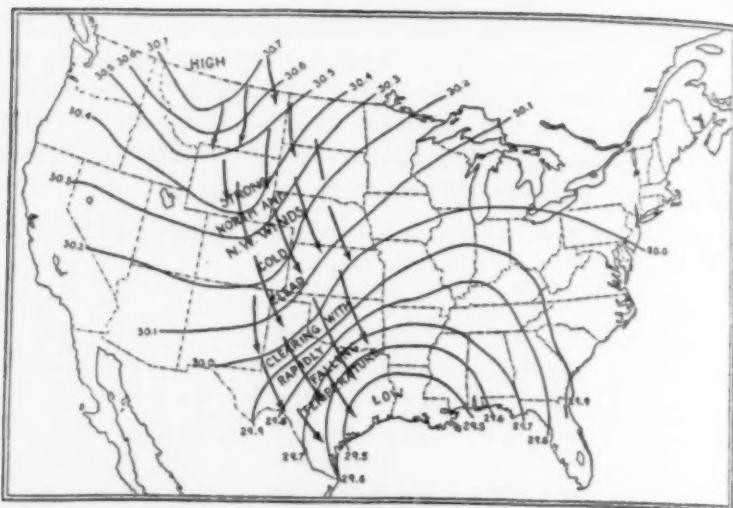 HIGH
30.7
30.7
30.6
30.6
30.5
30.5
30.4
30.3
30.2
30.1
30.4
30.3
30.2
30.1
30.0
30.0
STRONG
NORTH AND
N.W. WINDS
COLD
CLEAR
CLEARING WITH
RAPIDLY
FALLING
TEMPERATURE
LOW
29.9
29.8
29.7
29.5
29.6
29.5
29.6
29.7
29.8
29.9